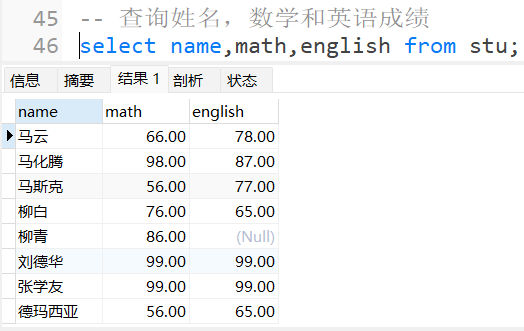 45 -- 查询姓名，数学和英语成绩
46 select name,math,english from stu;
信息 摘要 结果 1 剖析 状态
name math english
马云 66.00 78.00
马化腾 98.00 87.00
马斯克 56.00 77.00
柳白 76.00 65.00
柳青 86.00 (Null)
刘德华 99.00 99.00
张学友 99.00 99.00
德玛西亚 56.00 65.00